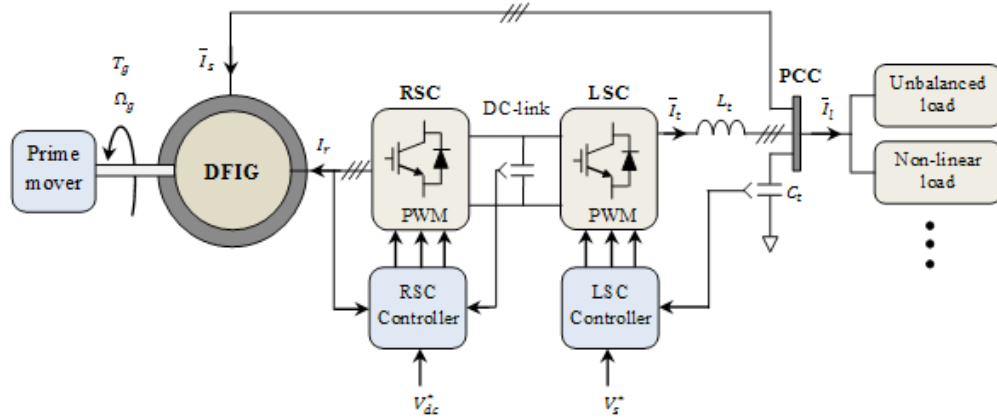 T_g
Ω_g
Ī_s
Prime
mover
DFIG
I_r
RSC
PWM
DC-link
LSC
PWM
Ī_t
L_t
PCC
Ī_l
C_t
Unbalanced
load
Non-linear
load
RSC
Controller
LSC
Controller
V*_dc
V*_s